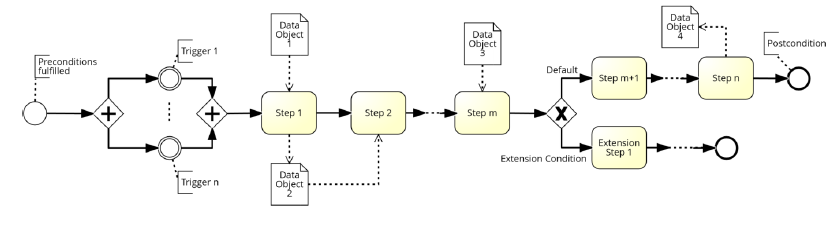 Preconditions
fulfilled
Trigger 1
Trigger n
Data
Object
1
Step 1
Data
Object
2
Step 2
Data
Object
3
Step m
Default
Extension Condition
Step m+1
Extension
Step 1
Data
Object
4
Step n
Postcondition